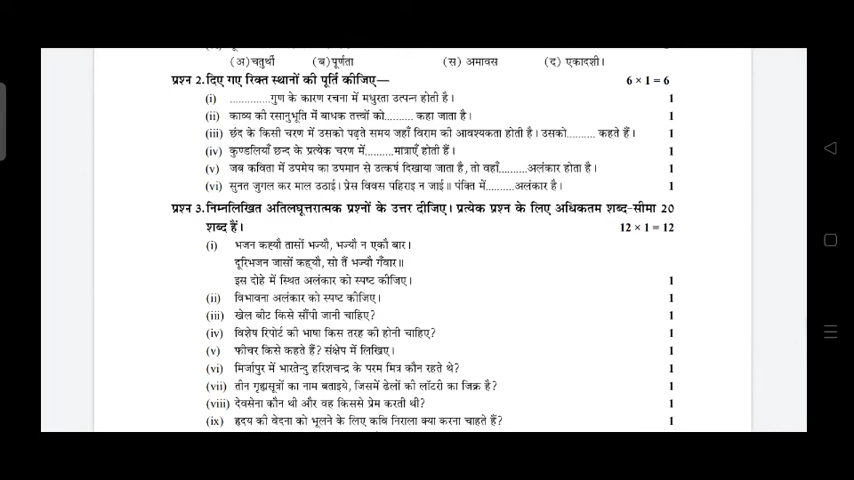 (अ)चतुर्थी (ब)पूर्णता (स) अमावस (द) एकादशी।
प्रश्न 2. दिए गए रिक्त स्थानों की पूर्ति कीजिए— 6 x 1 = 6
(i) ..............गुण के कारण रचना में मधुरता उत्पन्न होती है। 1
(ii) काव्य की रसानुभूति में बाधक तत्त्वों को.......... कहा जाता है। 1
(iii) छंद के किसी चरण में उसको पढ़ते समय जहाँ विराम की आवश्यकता होती है। उसको.......... कहते हैं। 1
(iv) कुण्डलियाँ छन्द के प्रत्येक चरण में..........मात्राएँ होती हैं। 1
(v) जब कविता में उपमेय का उपमान से उत्कर्ष दिखाया जाता है, तो वहाँ..........अलंकार होता है। 1
(vi) सुनत जुगल कर माल उठाई। प्रेस विवस पहिराइ न जाई॥ पंक्ति में..........अलंकार है। 1
प्रश्न 3. निम्नलिखित अतिलघूत्तरात्मक प्रश्नों के उत्तर दीजिए। प्रत्येक प्रश्न के लिए अधिकतम शब्द-सीमा 20
शब्द हैं। 12 x 1 = 12
(i) भजन कह्यौ तासों भज्यौ, भज्यौ न एकौ बार।
दूरिभजन जासों कह्यौ, सो तैं भज्यौ गँवार॥
इस दोहे में स्थित अलंकार को स्पष्ट कीजिए। 1
(ii) विभावना अलंकार को स्पष्ट कीजिए। 1
(iii) खेल बीट किसे सौंपी जानी चाहिए? 1
(iv) विशेष रिपोर्ट की भाषा किस तरह की होनी चाहिए? 1
(v) फीचर किसे कहते हैं? संक्षेप में लिखिए। 1
(vi) मिर्जापुर में भारतेन्दु हरिशचन्द्र के परम मित्र कौन रहते थे? 1
(vii) तीन गृह्यसूत्रों का नाम बताइये, जिसमें ढेलों की लॉटरी का जिक्र है? 1
(viii) देवसेना कौन थी और वह किससे प्रेम करती थी? 1
(ix) हृदय की वेदना को भूलने के लिए कवि निराला क्या करना चाहते हैं? 1